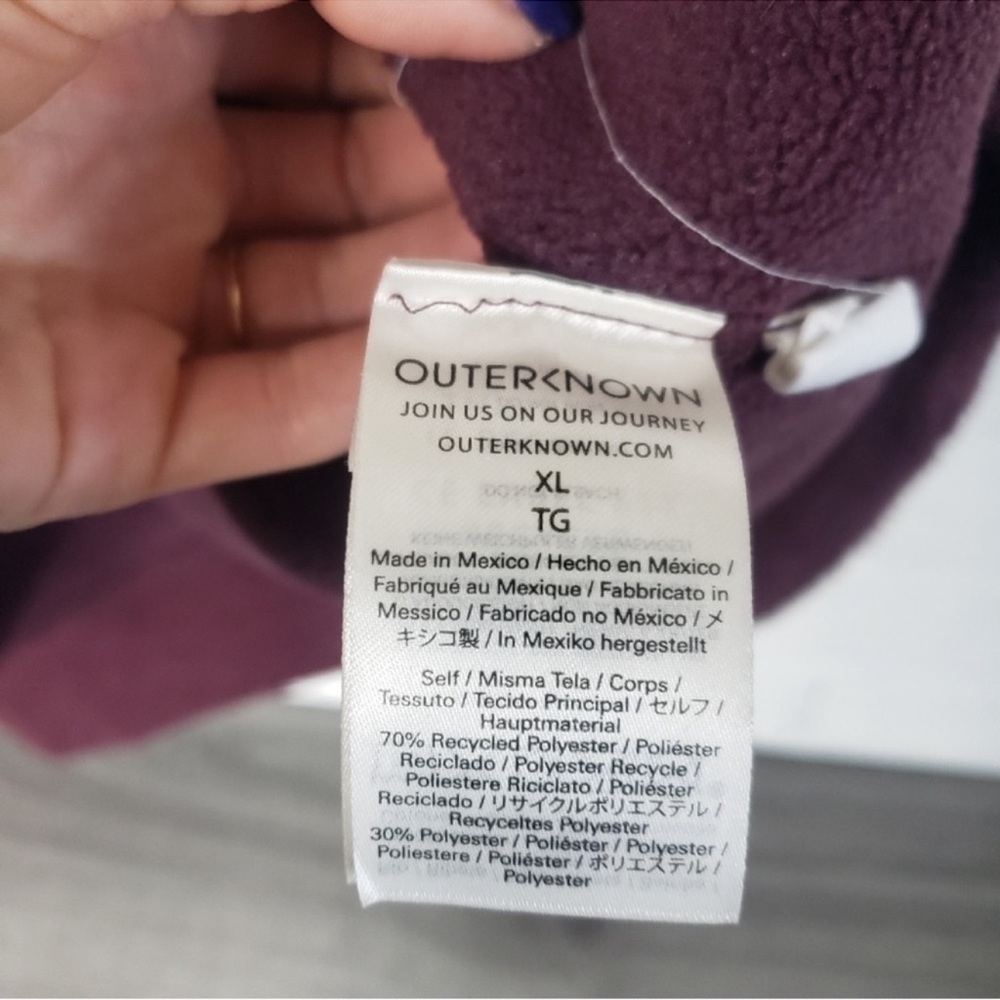 OUTERKNOWN
JOIN US ON OUR JOURNEY
OUTERKNOWN.COM
XL
TG
Made in Mexico / Hecho en México /
Fabriqué au Mexique / Fabbricato in
Messico / Fabricado no México / メ
キシコ製 / In Mexiko hergestellt
Self / Misma Tela / Corps /
Tessuto / Tecido Principal / セルフ /
Hauptmaterial
70% Recycled Polyester / Poliéster
Reciclado / Polyester Recycle /
Poliestere Riciclato / Poliéster
Reciclado / リサイクルポリエステル /
Recyceltes Polyester
30% Polyester / Poliéster / Polyester /
Poliestere / Poliéster / ポリエステル /
Polyester